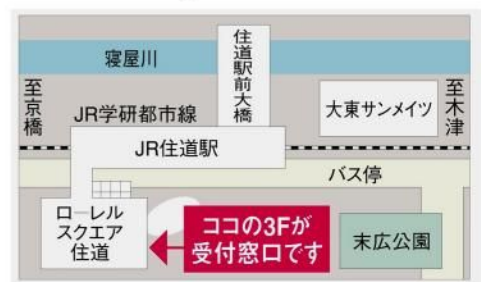 寝屋川
住道駅前大橋
至京橋
JR学研都市線
大東サンメイツ
至木津
JR住道駅
バス停
ローレル
スクエア
住道
ココの3Fが
受付窓口です
末広公園